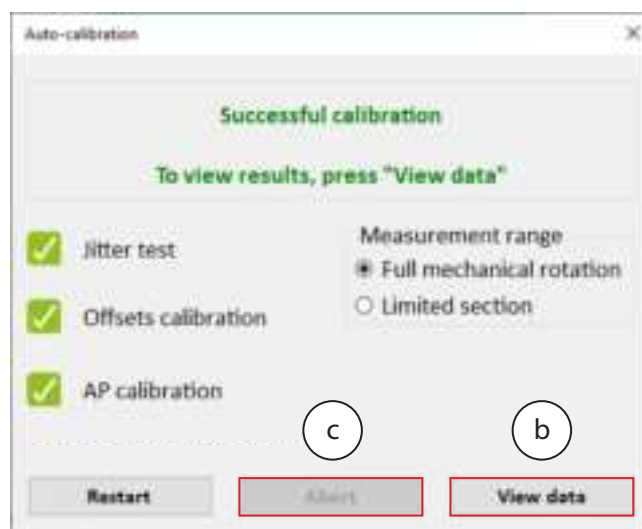 Auto-calibration
Successful calibration
To view results, press "View data"
Jitter test
Measurement range
Full mechanical rotation
Limited section
Offsets calibration
AP calibration
c
b
Restart
Abort
View data